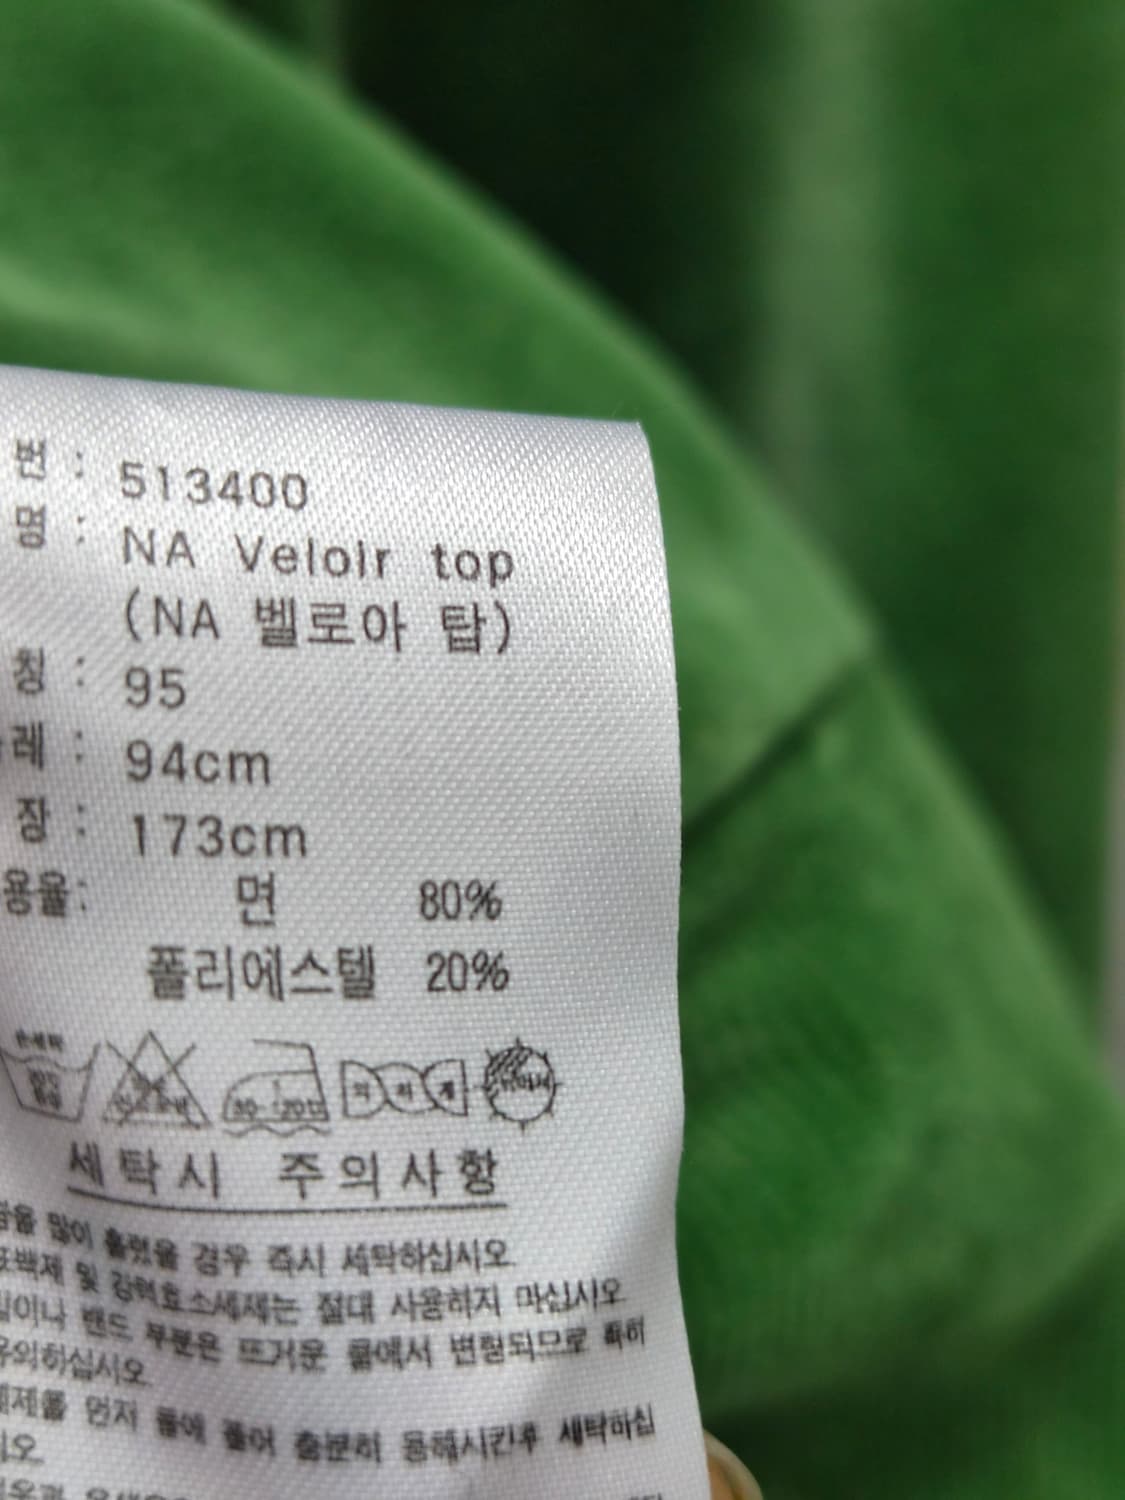 번 : 513400
명 : NA Veloir top
(NA 벨로아 탑)
칭 : 95
레 : 94cm
장 : 173cm
용율: 면 80%
폴리에스텔 20%
손세탁
세탁시 주의사항
땀을 많이 흘렸을 경우 즉시 세탁하십시오
표백제 및 강력효소세제는 절대 사용하지 마십시오
이나 밴드 부분은 뜨거운 물에서 변형되므로 특히
유의하십시오
세제를 먼저 물에 풀어 충분히 용해시킨후 세탁하십
시오